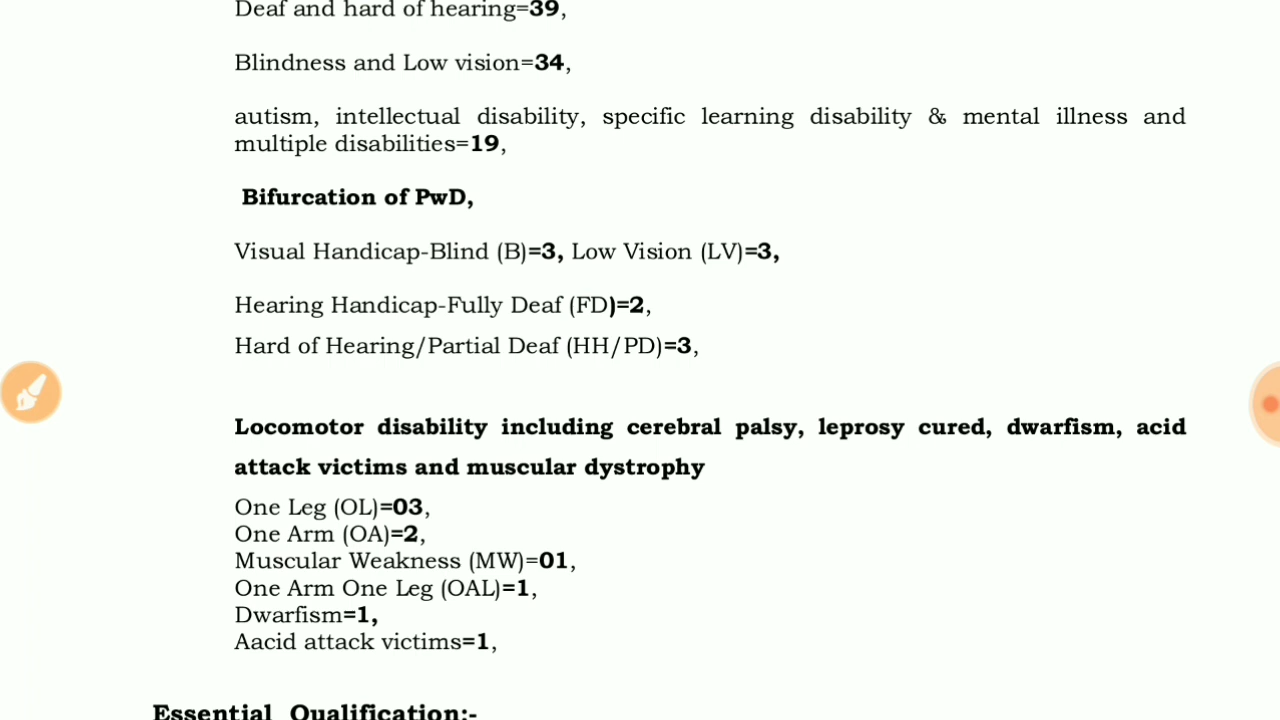 Deaf and hard of hearing=39,
Blindness and Low vision=34,
autism, intellectual disability, specific learning disability & mental illness and
multiple disabilities=19,
Bifurcation of PwD,
Visual Handicap-Blind (B)=3, Low Vision (LV)=3,
Hearing Handicap-Fully Deaf (FD)=2,
Hard of Hearing/Partial Deaf (HH/PD)=3,
Locomotor disability including cerebral palsy, leprosy cured, dwarfism, acid
attack victims and muscular dystrophy
One Leg (OL)=03,
One Arm (OA)=2,
Muscular Weakness (MW)=01,
One Arm One Leg (OAL)=1,
Dwarfism=1,
Aacid attack victims=1,
Essential Qualification:-